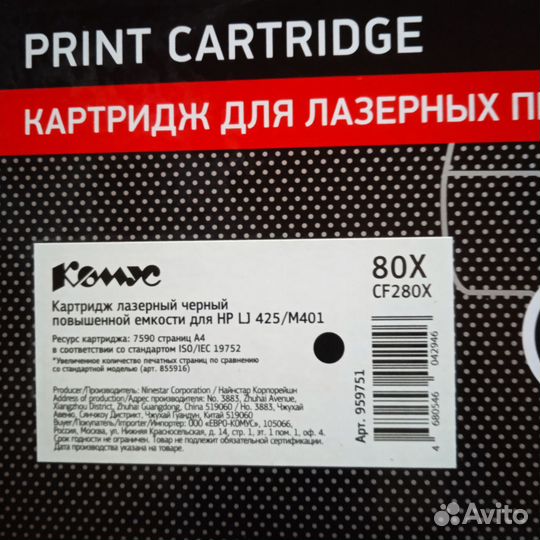 PRINT CARTRIDGE
КАРТРИДЖ ДЛЯ ЛАЗЕРНЫХ
Комус
Картридж лазерный черный
повышенной емкости для HP LJ 425/M401
Ресурс картриджа: 7590 страниц А4
в соответствии со стандартом ISO/IEC 19752
*Увеличенное количество печатных страниц по сравнению
со стандартной моделью (арт. 855916)
80X
CF280X
Producer/Производитель: Ninestar Corporation / Найнстар Корпорейшн
Address of production/Адрес производителя: No. 3883, Zhuhai Avenue,
Xiangzhou District, Zhuhai Guangdong, China 519060 / Но. 3883, Чжухай
Авеню, Сянчжоу Дистрикт, Чжухай Гуандун, Китай 519060
Buyer/Покупатель/Importer/Импортер: ООО «ЕВРО-КОМУС», 105066,
Россия, Москва, ул. Нижняя Красносельская, д. 14, стр. 1, эт. 1 пом. 1, оф. 4.
Срок годности не ограничен. Товар не подлежит обязательной сертификации.
Дата производства указана на упаковке.
Арт. 959751
4 680546 042946
Avito